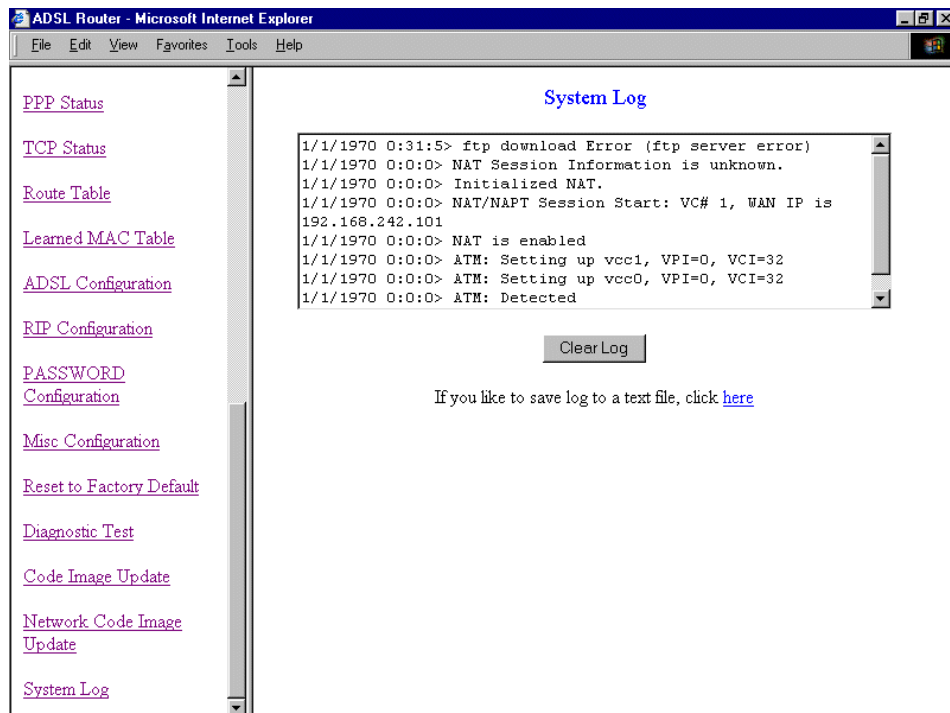 ADSL Router - Microsoft Internet Explorer
File Edit View Favorites Tools Help
PPP Status
TCP Status
Route Table
Learned MAC Table
ADSL Configuration
RIP Configuration
PASSWORD
Configuration
Misc Configuration
Reset to Factory Default
Diagnostic Test
Code Image Update
Network Code Image
Update
System Log
System Log
1/1/1970 0:31:5> ftp download Error (ftp server error)
1/1/1970 0:0:0> NAT Session Information is unknown.
1/1/1970 0:0:0> Initialized NAT.
1/1/1970 0:0:0> NAT/NAPT Session Start: VC# 1, WAN IP is
192.168.242.101
1/1/1970 0:0:0> NAT is enabled
1/1/1970 0:0:0> ATM: Setting up vcc1, VPI=0, VCI=32
1/1/1970 0:0:0> ATM: Setting up vcc0, VPI=0, VCI=32
1/1/1970 0:0:0> ATM: Detected
Clear Log
If you like to save log to a text file, click here